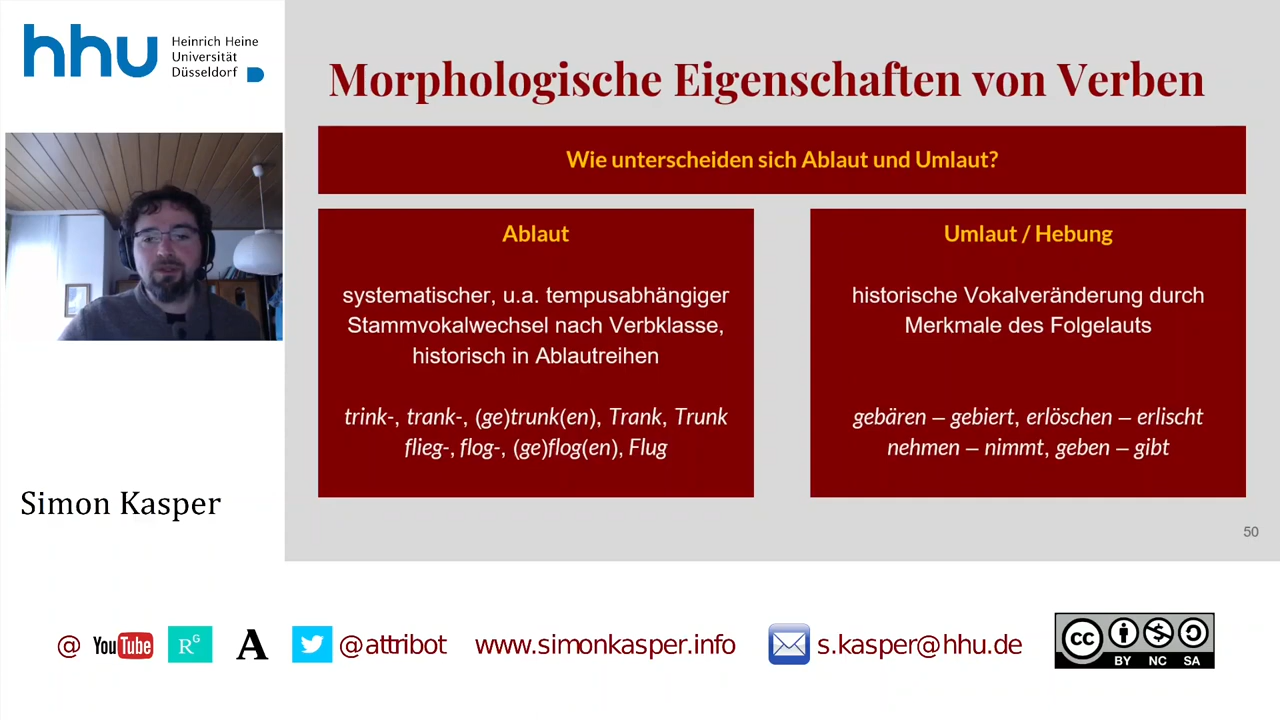 hhu
Heinrich Heine
Universität
Düsseldorf
Morphologische Eigenschaften von Verben
Wie unterscheiden sich Ablaut und Umlaut?
Ablaut
systematischer, u.a. tempusabhängiger
Stammvokalwechsel nach Verbklasse,
historisch in Ablautreihen
trink-, trank-, (ge)trunk(en), Trank, Trunk
flieg-, flog-, (ge)flog(en), Flug
Umlaut / Hebung
historische Vokalveränderung durch
Merkmale des Folgelauts
gebären – gebiert, erlöschen – erlischt
nehmen – nimmt, geben – gibt
50
Simon Kasper
@ YouTube RG A @attribot www.simonkasper.info s.kasper@hhu.de
cc BY NC SA